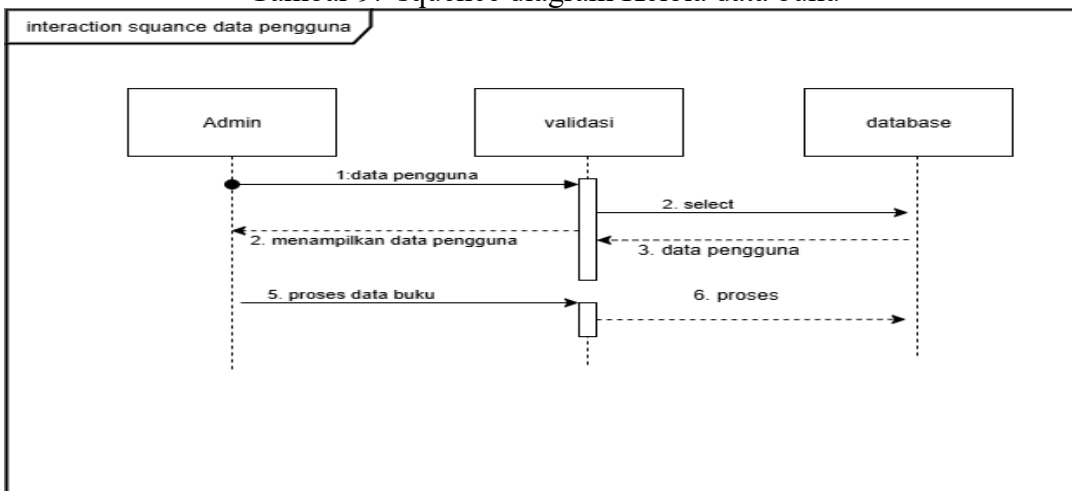 interaction squance data pengguna
Admin
validasi
database
1:data pengguna
2. select
2. menampilkan data pengguna
3. data pengguna
5. proses data buku
6. proses